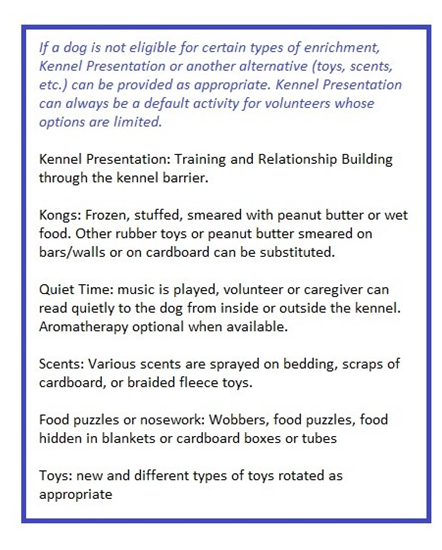 If a dog is not eligible for certain types of enrichment,
Kennel Presentation or another alternative (toys, scents,
etc.) can be provided as appropriate. Kennel Presentation
can always be a default activity for volunteers whose
options are limited.
Kennel Presentation: Training and Relationship Building
through the kennel barrier.
Kongs: Frozen, stuffed, smeared with peanut butter or wet
food. Other rubber toys or peanut butter smeared on
bars/walls or on cardboard can be substituted.
Quiet Time: music is played, volunteer or caregiver can
read quietly to the dog from inside or outside the kennel.
Aromatherapy optional when available.
Scents: Various scents are sprayed on bedding, scraps of
cardboard, or braided fleece toys.
Food puzzles or nosework: Wobbers, food puzzles, food
hidden in blankets or cardboard boxes or tubes
Toys: new and different types of toys rotated as
appropriate